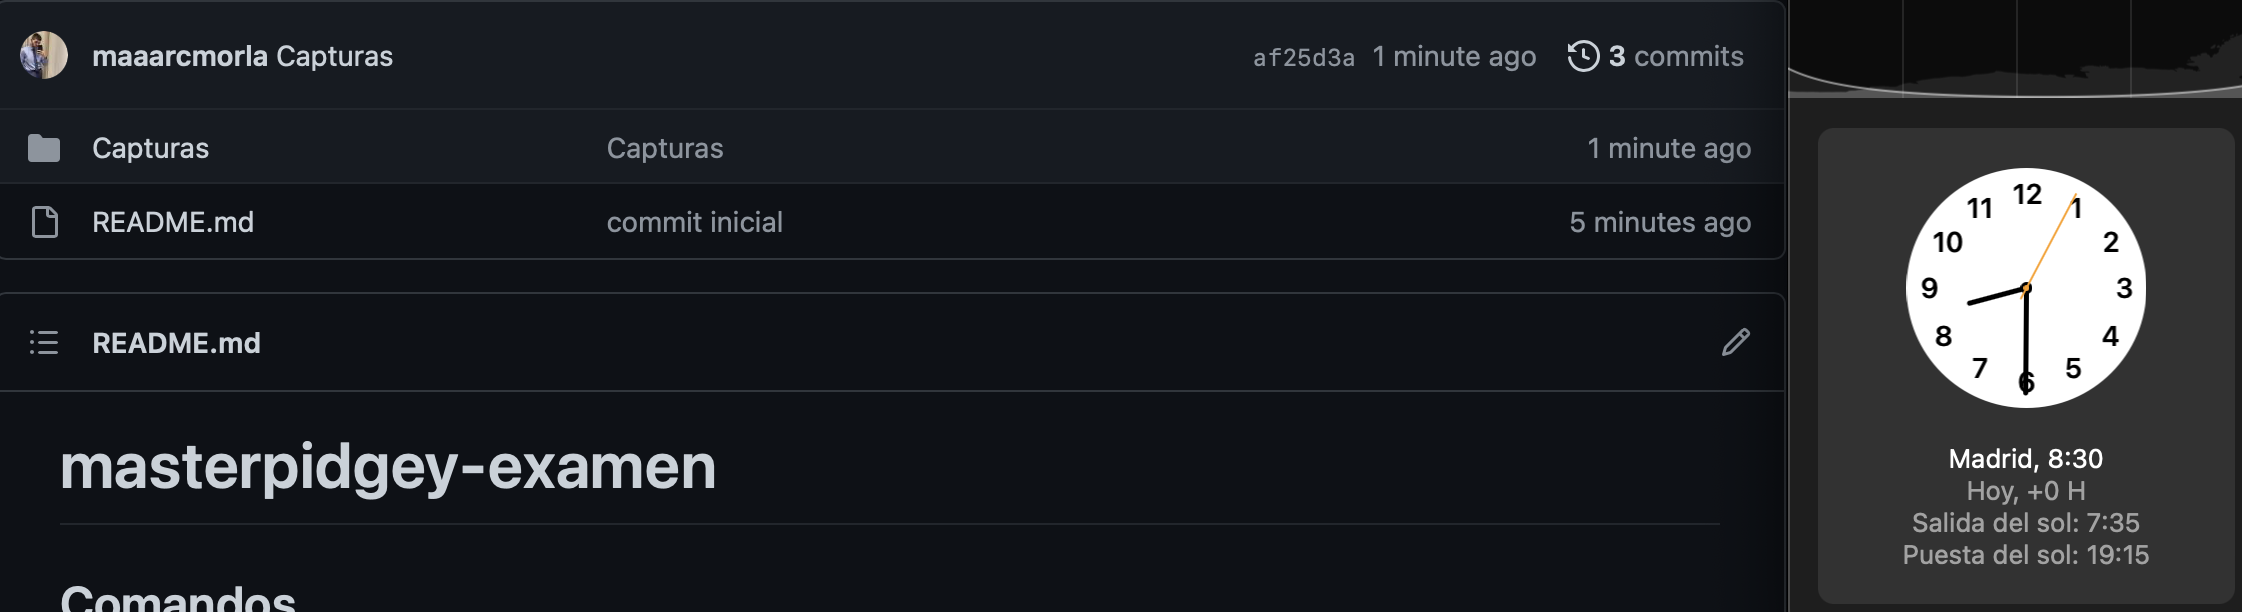 maaarcmorla Capturas af25d3a 1 minute ago 3 commits
Capturas Capturas 1 minute ago
README.md commit inicial 5 minutes ago
README.md
masterpidgey-examen
Comandos
12
11 1
10 2
9 3
8 4
7 5
6
Madrid, 8:30
Hoy, +0 H
Salida del sol: 7:35
Puesta del sol: 19:15